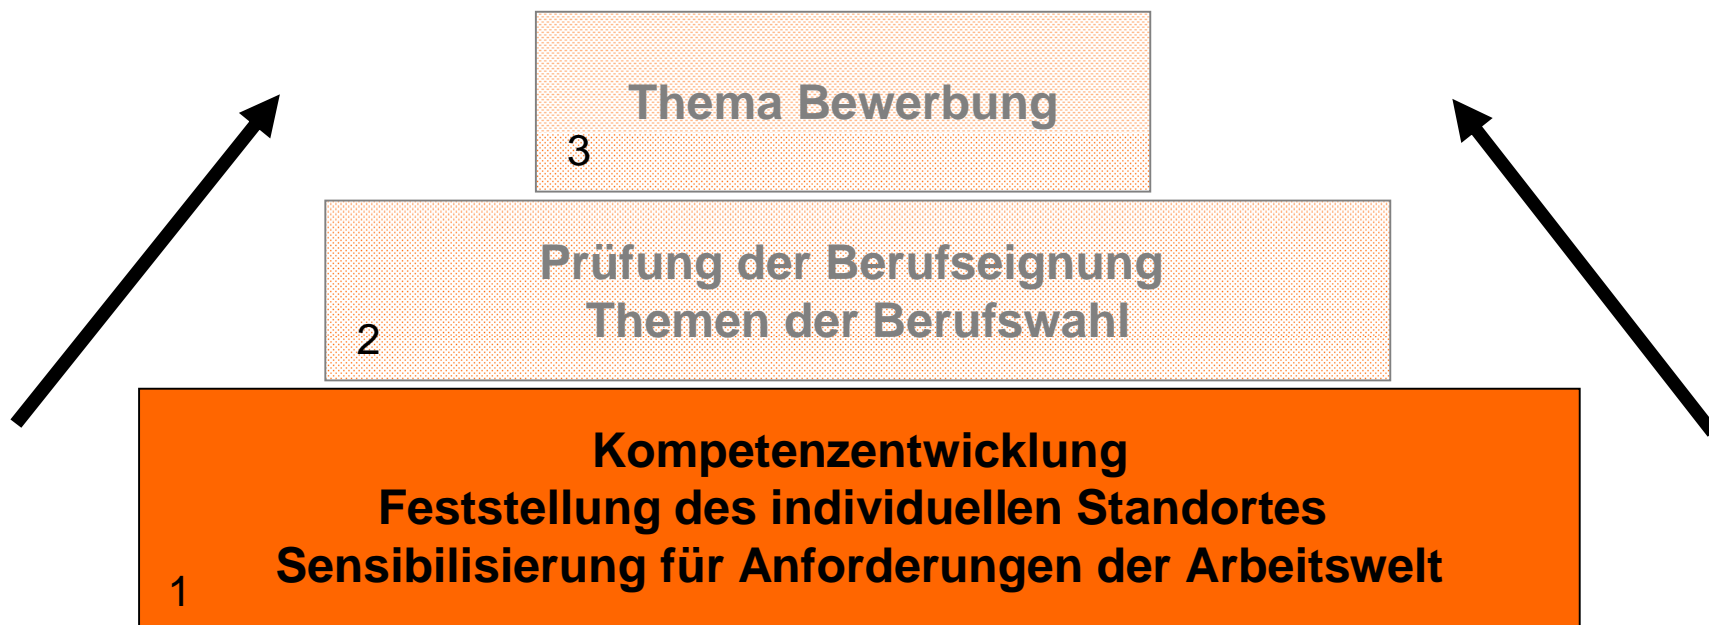 Thema Bewerbung
3
Prüfung der Berufseignung
Themen der Berufswahl
2
Kompetenzentwicklung
Feststellung des individuellen Standortes
Sensibilisierung für Anforderungen der Arbeitswelt
1